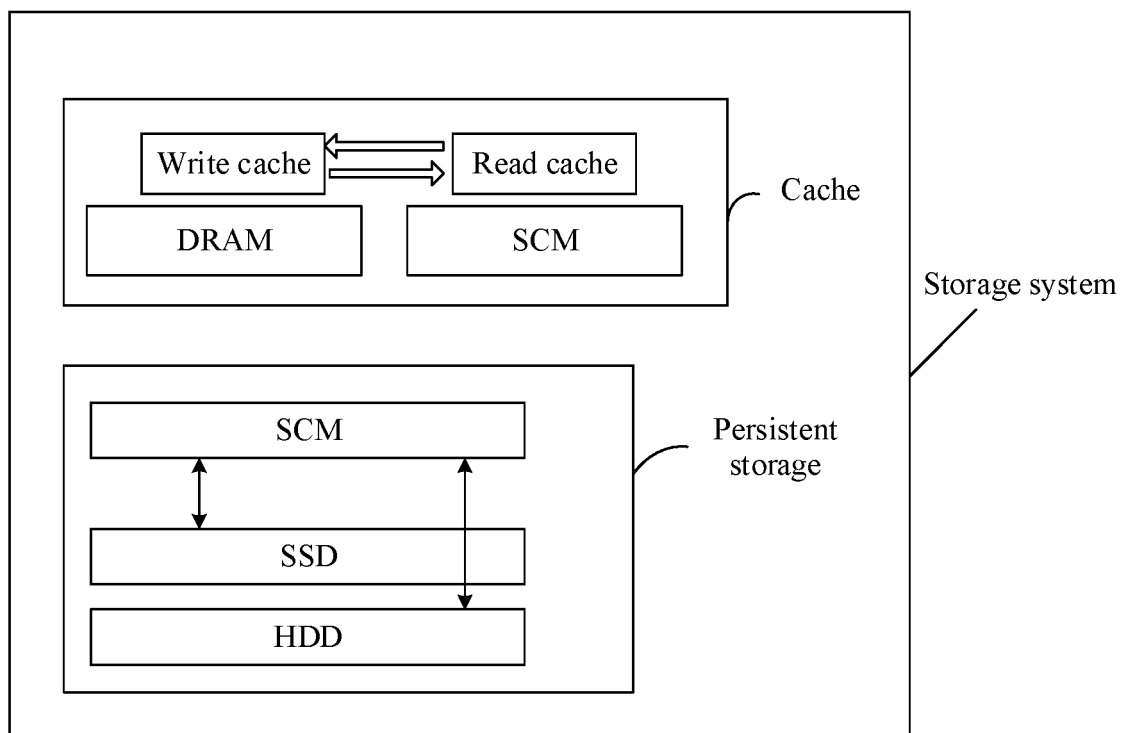 Write cache
Read cache
Cache
DRAM
SCM
Storage system
SCM
Persistent
storage
SSD
HDD